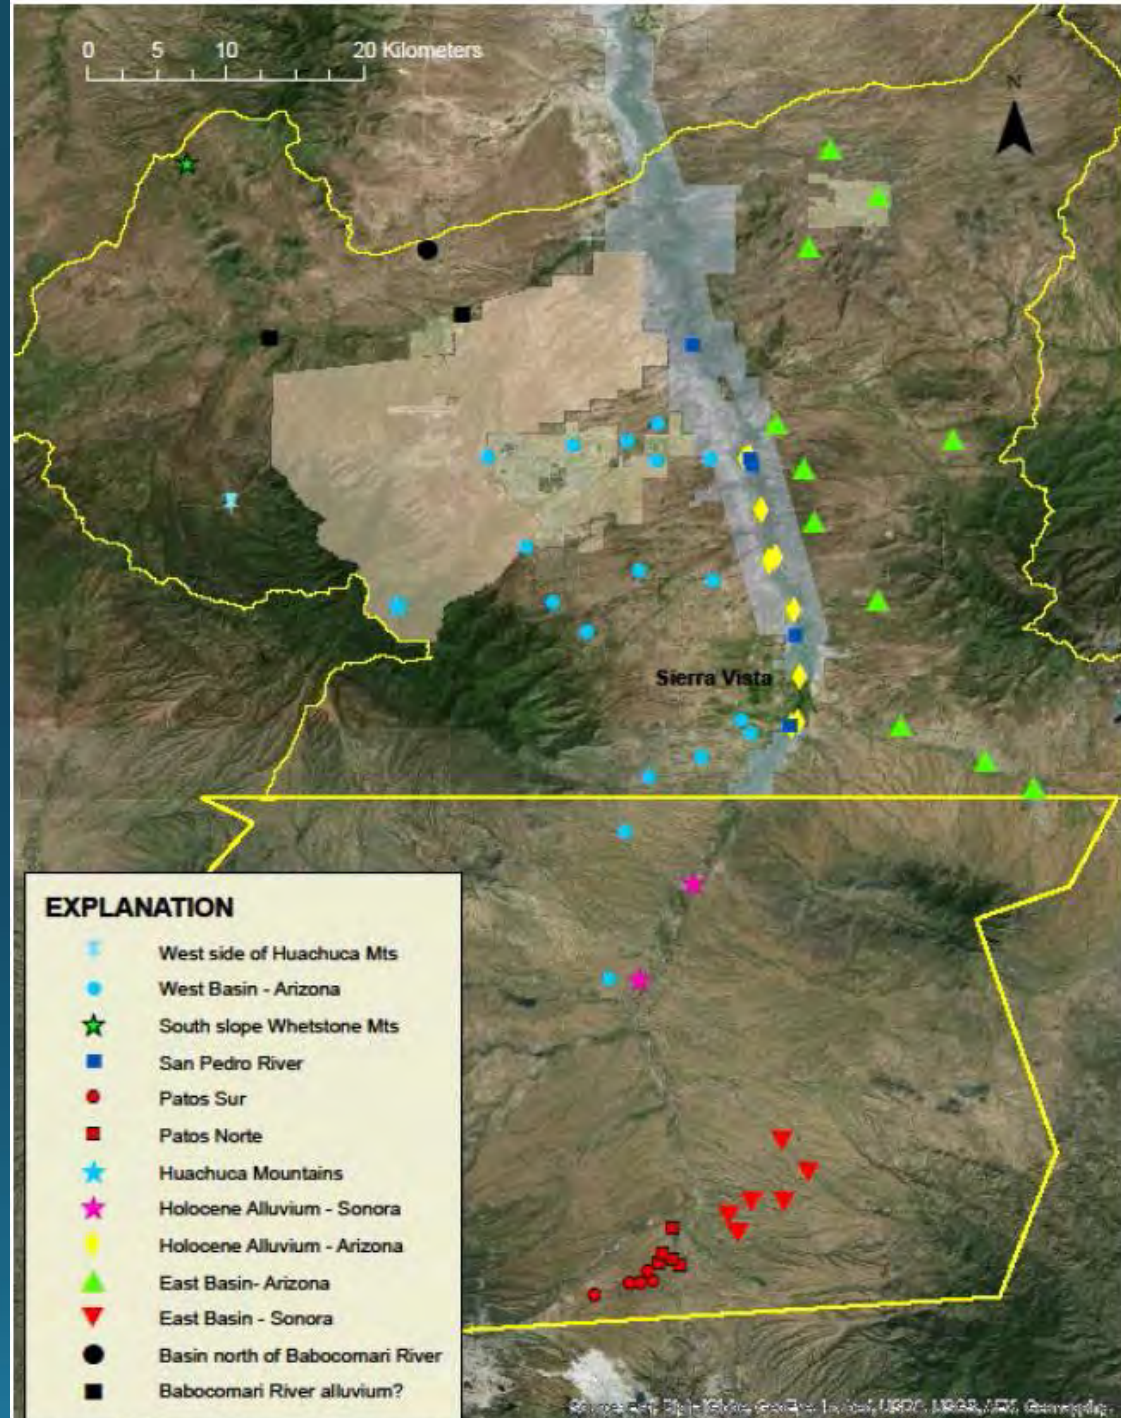 0 5 10 20 Kilometers
N
Sierra Vista
EXPLANATION
West side of Huachuca Mts
West Basin - Arizona
South slope Whetstone Mts
San Pedro River
Patos Sur
Patos Norte
Huachuca Mountains
Holocene Alluvium - Sonora
Holocene Alluvium - Arizona
East Basin- Arizona
East Basin - Sonora
Basin north of Babocomari River
Babocomari River alluvium?